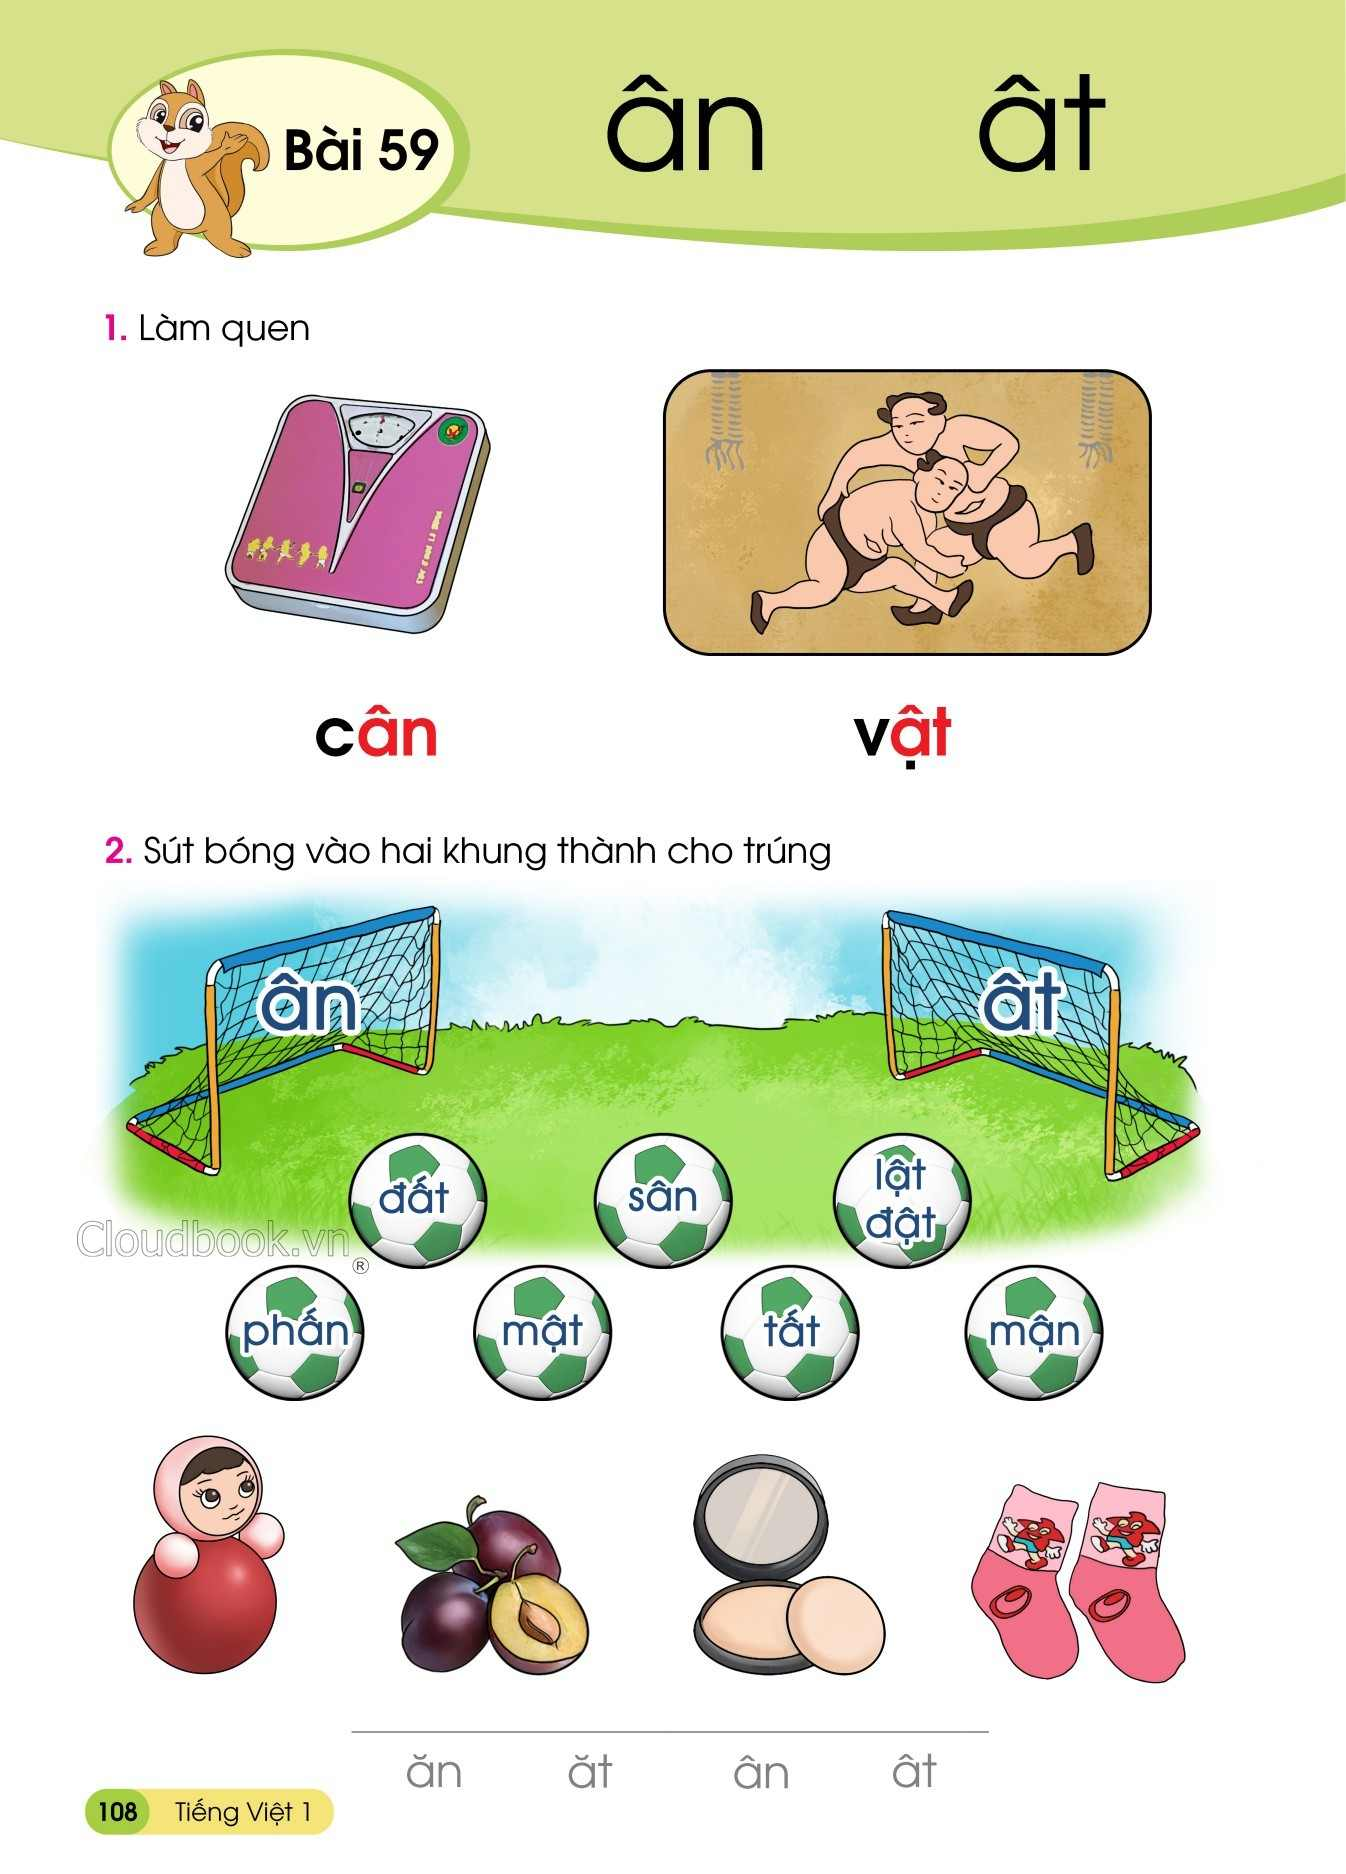 Bài 59
ân ât
1. Làm quen
cân vật
2. Sút bóng vào hai khung thành cho trúng
ân ât
đất sân lật đật
Cloudbook.vn®
phấn mật tất mận
ăn ăt ân ât
108 Tiếng Việt 1